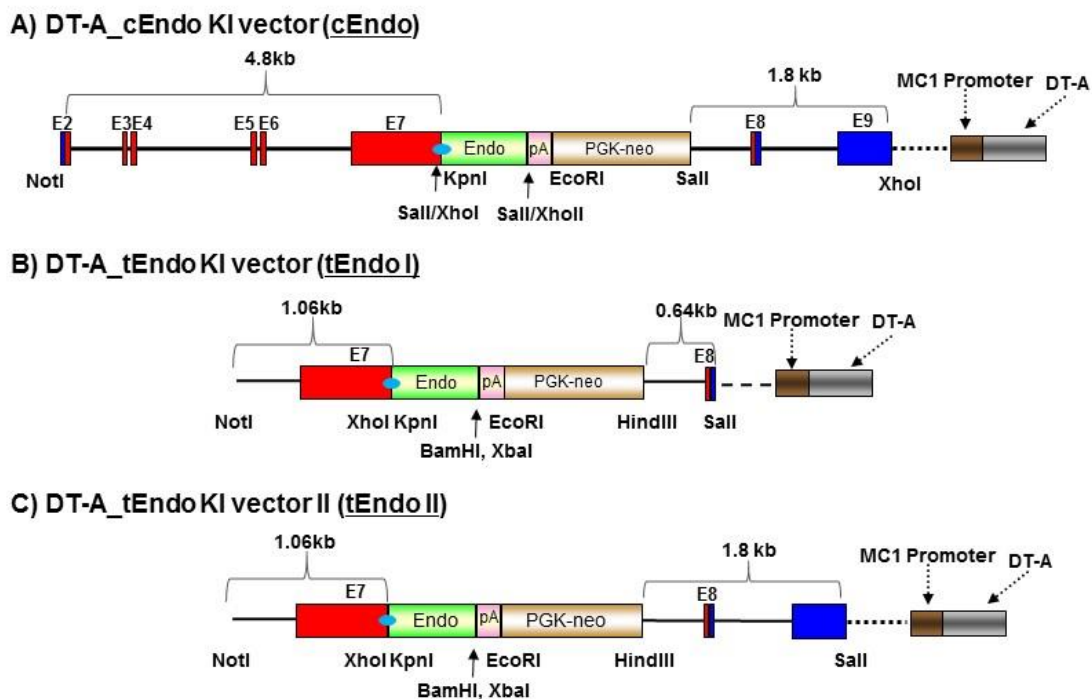 A) DT-A_cEndo KI vector (cEndo)
4.8kb
1.8 kb
MC1 Promoter
DT-A
E2
E3
E4
E5
E6
E7
E8
E9
Endo
pA
PGK-neo
NotI
KpnI
EcoRI
SalI
XhoI
SalI/XhoI
SalI/XhoII
B) DT-A_tEndo KI vector (tEndo I)
1.06kb
0.64kb
MC1 Promoter
DT-A
E7
E8
Endo
pA
PGK-neo
NotI
XhoI KpnI
EcoRI
HindIII
SalI
BamHI, XbaI
C) DT-A_tEndo KI vector II (tEndo II)
1.06kb
1.8 kb
MC1 Promoter
DT-A
E7
E8
Endo
pA
PGK-neo
NotI
XhoI KpnI
EcoRI
HindIII
SalI
BamHI, XbaI